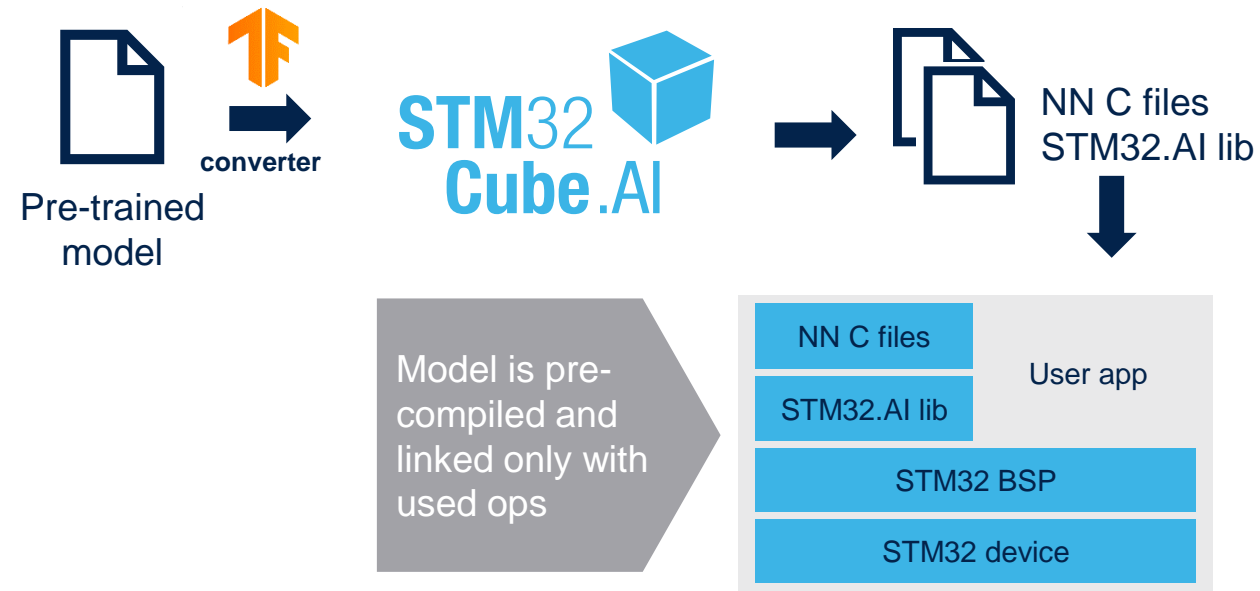 converter
Pre-trained
model
STM32
Cube.AI
NN C files
STM32.AI lib
Model is pre-
compiled and
linked only with
used ops
NN C files
STM32.AI lib
User app
STM32 BSP
STM32 device